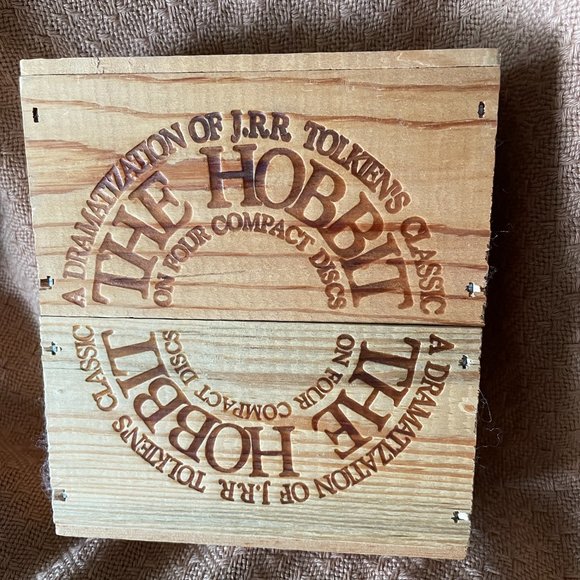 A DRAMATIZATION OF J.R.R TOLKIEN'S CLASSIC
THE HOBBIT
ON FOUR COMPACT DISCS
ON FOUR COMPACT DISCS
THE HOBBIT
A DRAMATIZATION OF J.R.R TOLKIEN'S CLASSIC